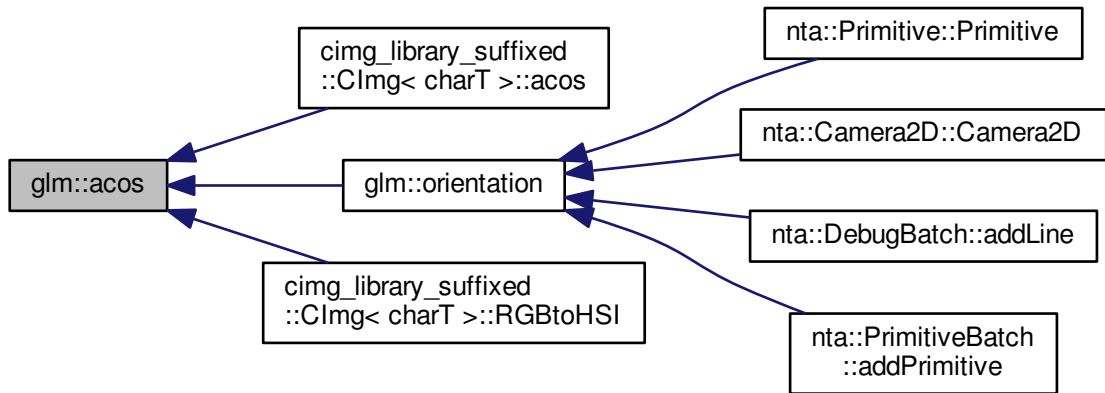 glm::acos
cimg_library_suffixed
::CImg< charT >::acos
glm::orientation
cimg_library_suffixed
::CImg< charT >::RGBtoHSI
nta::Primitive::Primitive
nta::Camera2D::Camera2D
nta::DebugBatch::addLine
nta::PrimitiveBatch
::addPrimitive